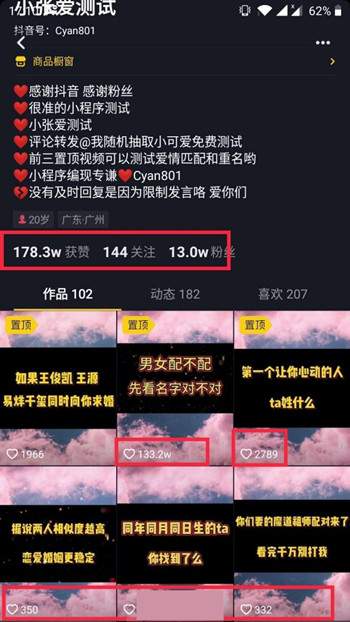 小张爱测试
62%
抖音号：Cyan801
商品橱窗
❤️感谢抖音 感谢粉丝
❤️很准的小程序测试
❤️小张爱测试
❤️评论转发@我随机抽取小可爱免费测试
❤️前三置顶视频可以测试爱情匹配和重名哟
❤️小程序编现专谦❤️Cyan801
💔没有及时回复是因为限制发言咯 爱你们
20岁 广东·广州
178.3w 获赞 144 关注 13.0w 粉丝
作品 102 动态 182 喜欢 207
置顶 置顶 置顶
如果王俊凯 王源
易烊千玺同时向你求婚
1966
男女配不配
先看名字对不对
133.2w
第一个让你心动的人
ta姓什么
2789
据说两人相似度越高
恋爱婚姻更稳定
350
同年同月同日生的ta
你找到了么
你们要的魔道祖师配对来了
看完千万别打我
332